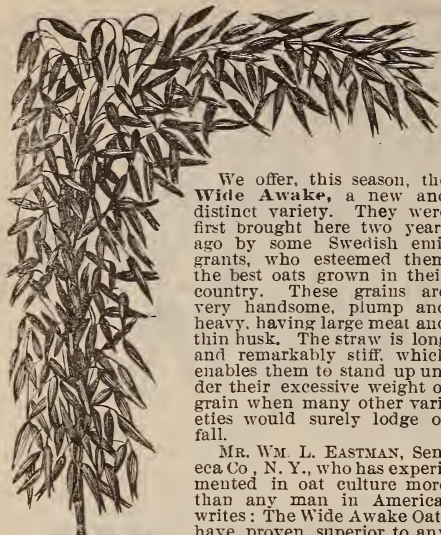 We offer, this season, the
Wide Awake, a new and
distinct variety. They were
first brought here two year
ago by some Swedish emi
grants, who esteemed them
the best oats grown in thei
country. These grains are
very handsome, plump and
heavy, having large meat and
thin husk. The straw is long
and remarkably stiff, which
enables them to stand up un
der their excessive weight o
grain when many other vari
eties would surely lodge o
fall.
MR. WM. L. EASTMAN, Sen
eca Co, N. Y., who has experi
mented in oat culture more
than any man in America
writes: The Wide Awake Oat
have proven superior to any